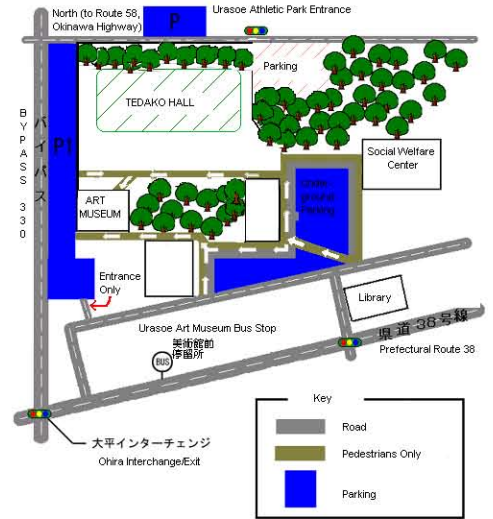 North (to Route 58,
Okinawa Highway)
P
Urasoe Athletic Park Entrance
Parking
TEDAKO HALL
BYPASS 330
バイパス
P1
Social Welfare
Center
Under-
ground
Parking
ART
MUSEUM
Entrance
Only
Library
Urasoe Art Museum Bus Stop
美術館前
停留所
BUS
県道38号線
Prefectural Route 38
大平インターチェンジ
Ohira Interchange/Exit
Key
Road
Pedestrians Only
Parking